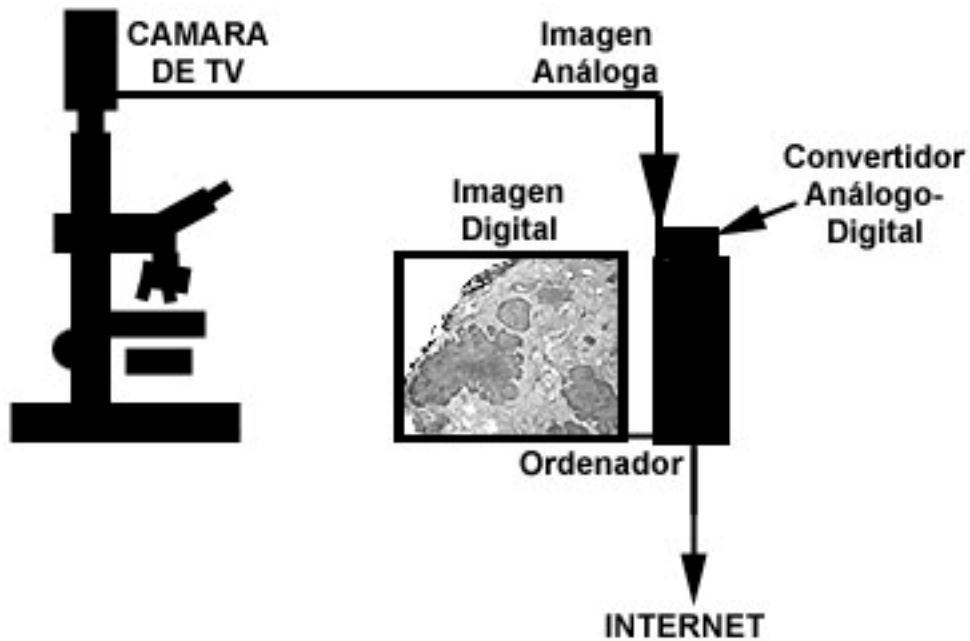 CAMARA
DE TV
Imagen
Análoga
Convertidor
Análogo-
Digital
Imagen
Digital
Ordenador
INTERNET